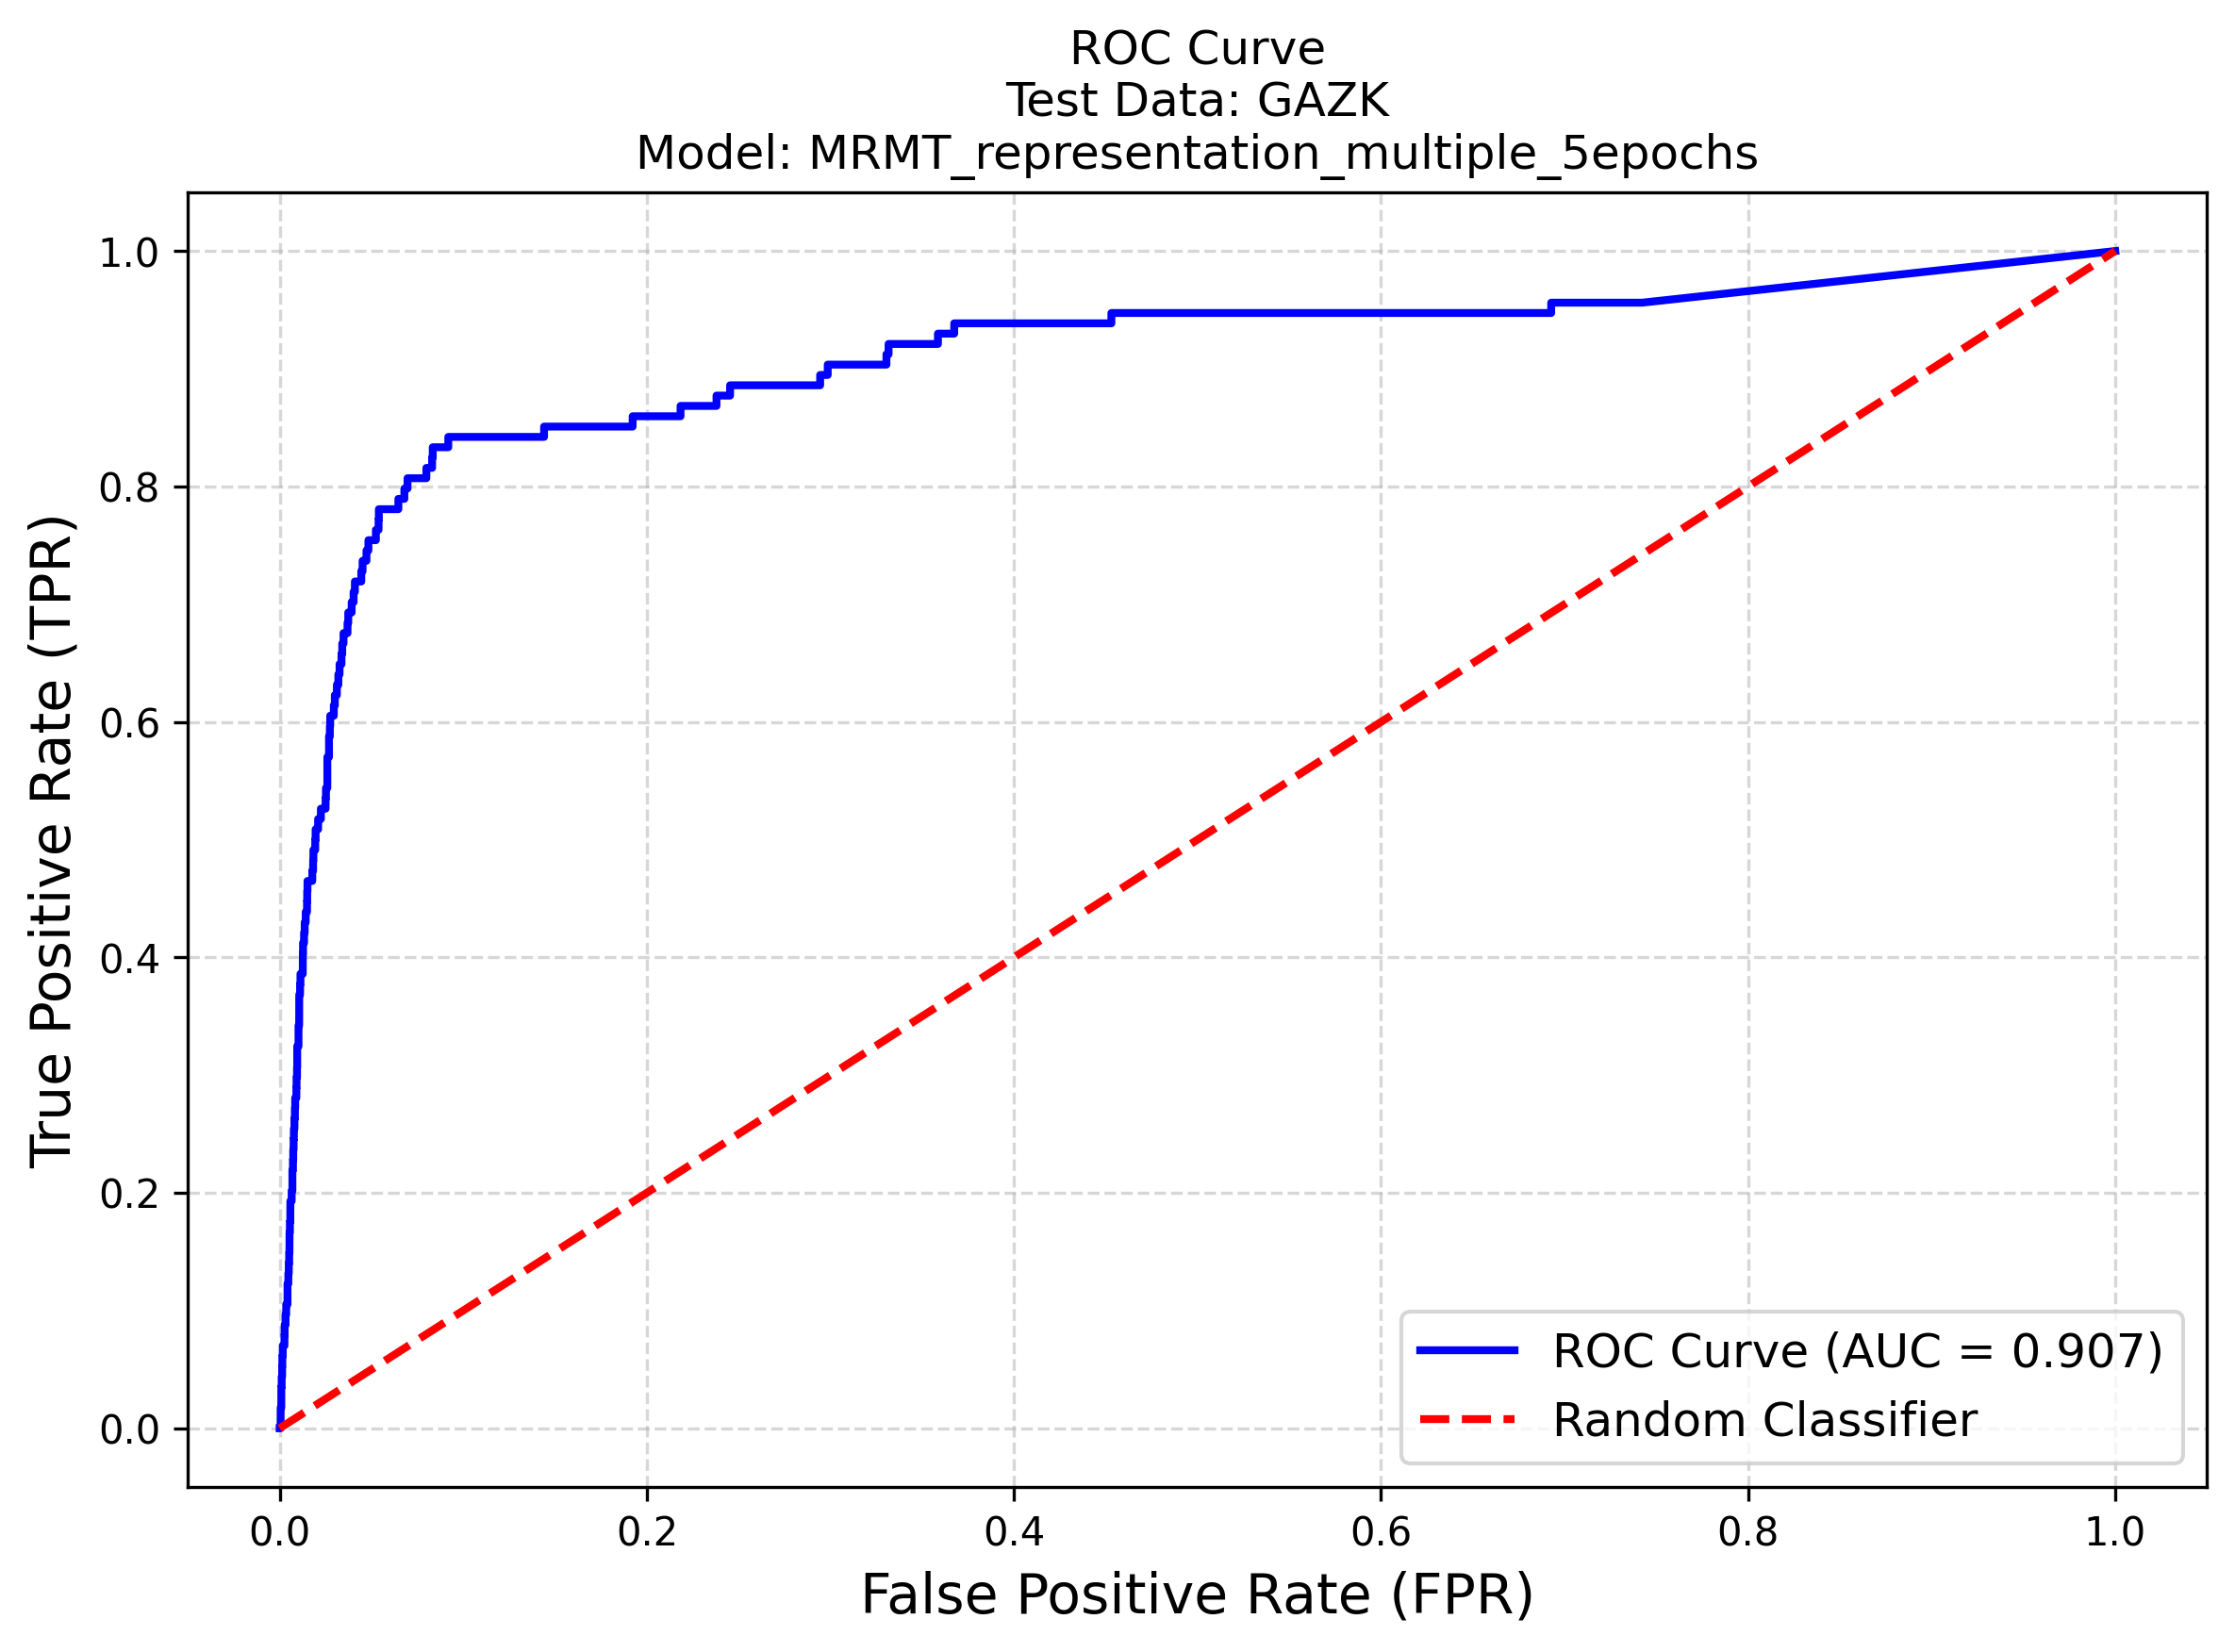 ROC Curve
Test Data: GAZK
Model: MRMT_representation_multiple_5epochs
True Positive Rate (TPR)
1.0
0.8
0.6
0.4
0.2
0.0
0.0 0.2 0.4 0.6 0.8 1.0
False Positive Rate (FPR)
ROC Curve (AUC = 0.907)
Random Classifier